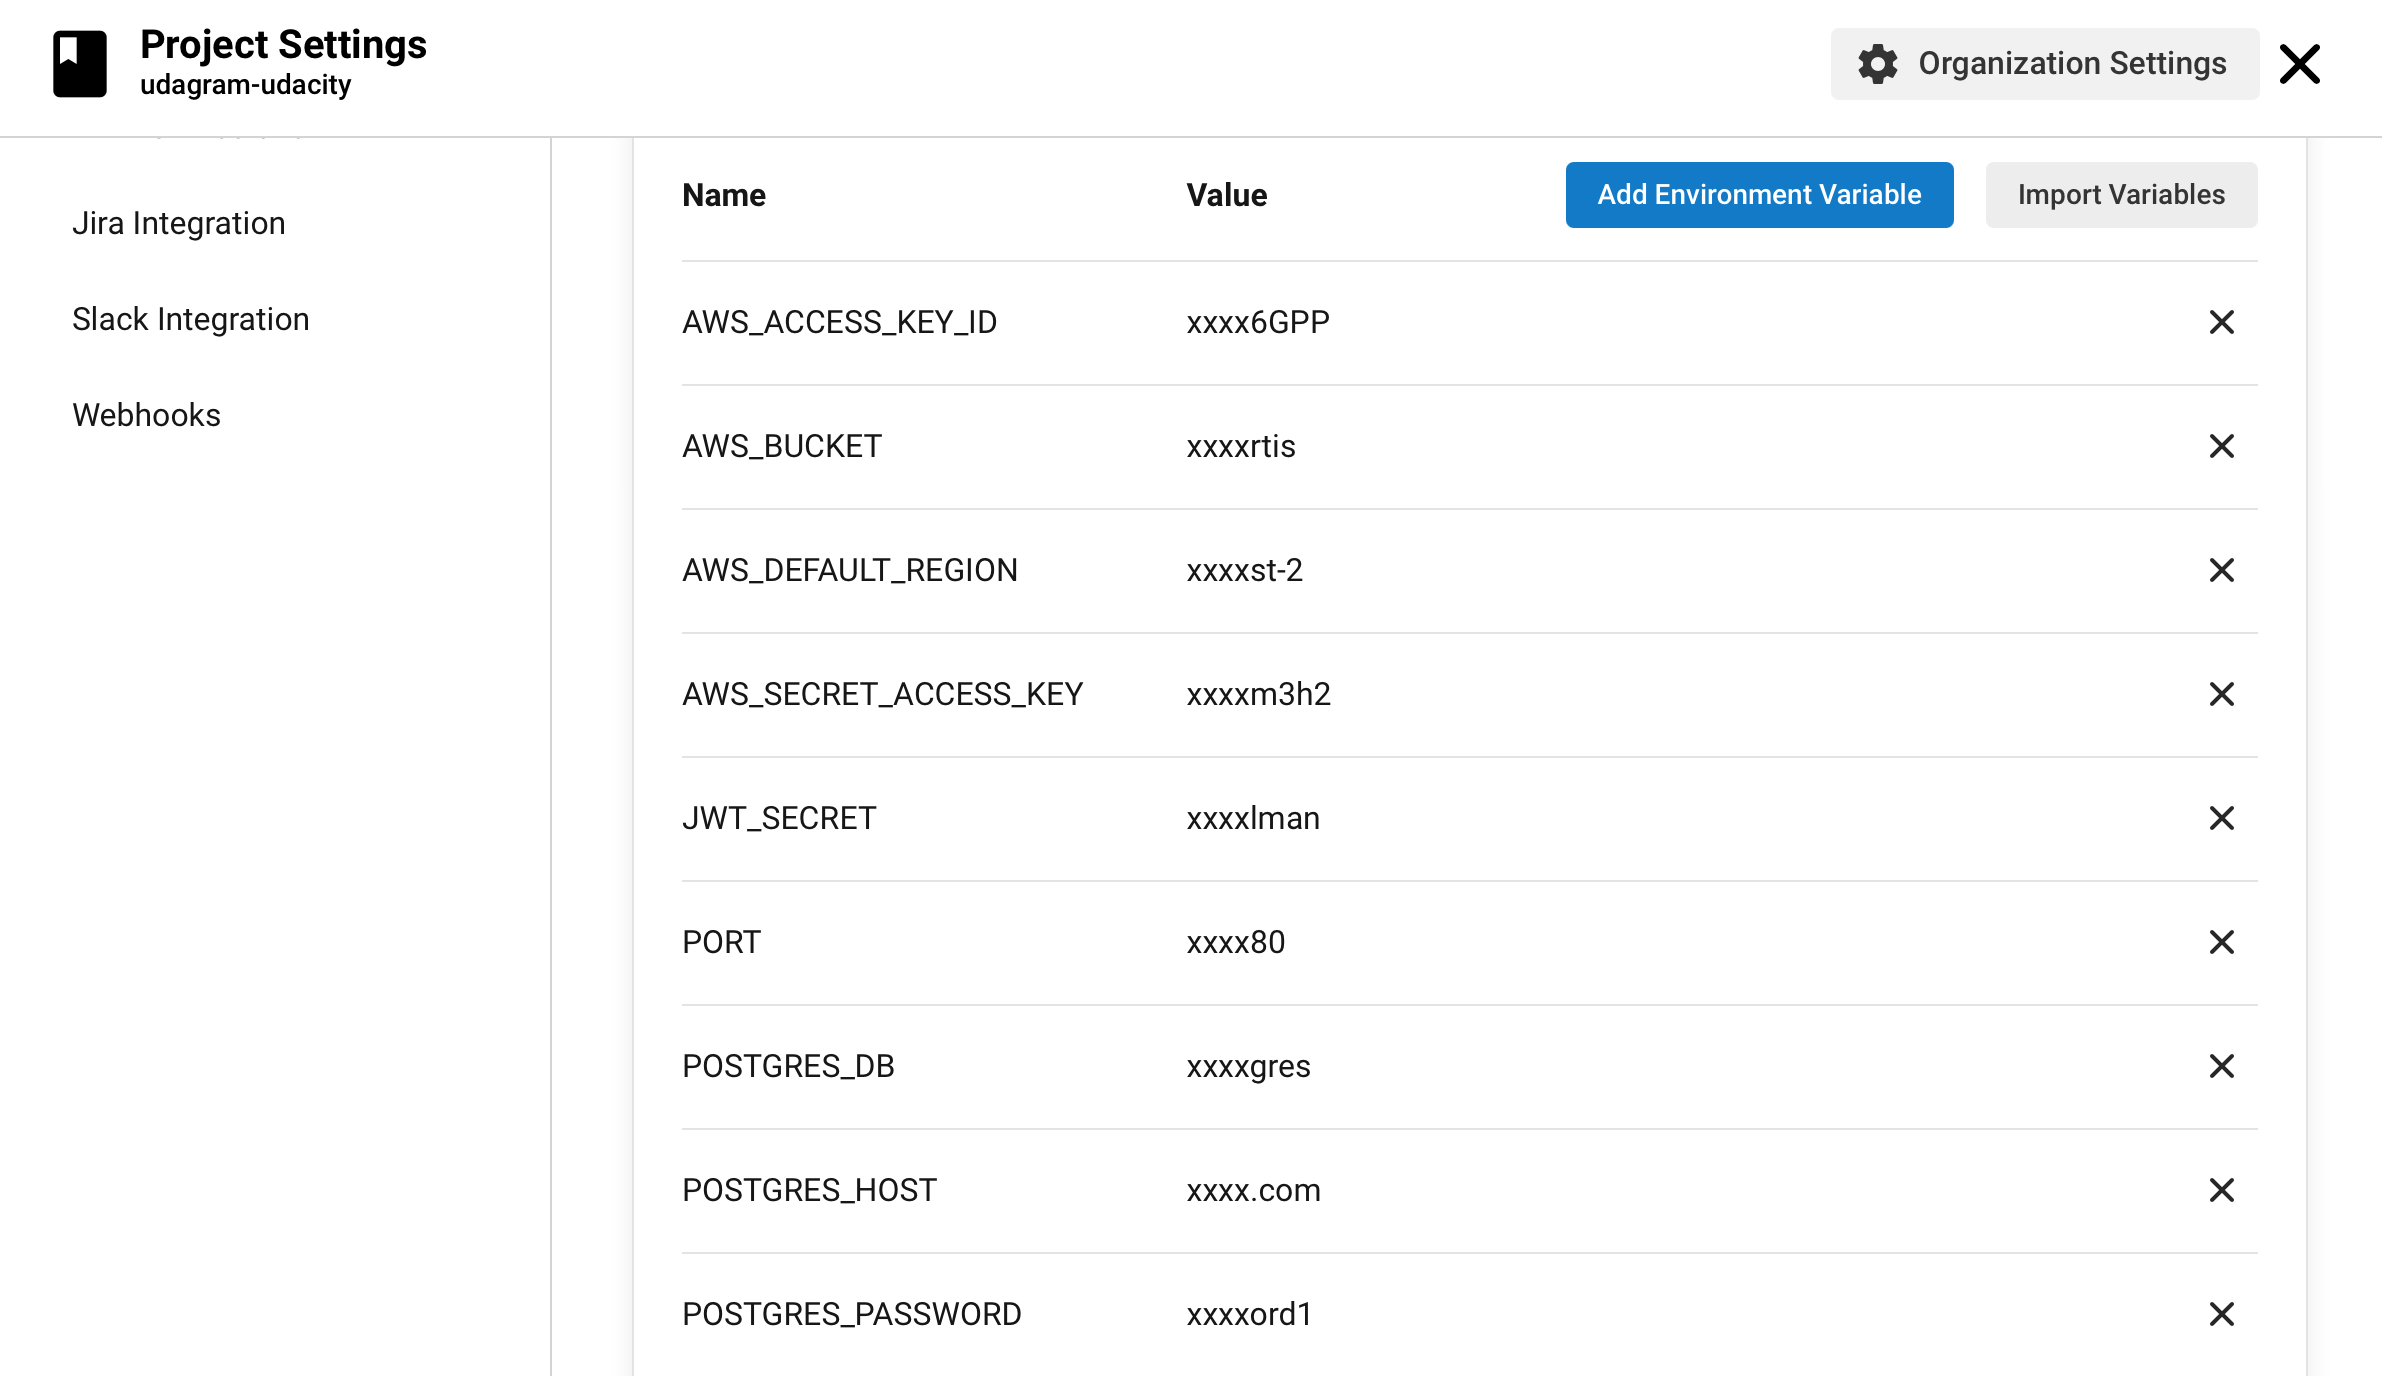 Project Settings
udagram-udacity
Organization Settings
Jira Integration
Slack Integration
Webhooks
Name Value Add Environment Variable Import Variables
AWS_ACCESS_KEY_ID xxxx6GPP
AWS_BUCKET xxxxrtis
AWS_DEFAULT_REGION xxxxst-2
AWS_SECRET_ACCESS_KEY xxxxm3h2
JWT_SECRET xxxxlman
PORT xxxx80
POSTGRES_DB xxxxgres
POSTGRES_HOST xxxx.com
POSTGRES_PASSWORD xxxxord1